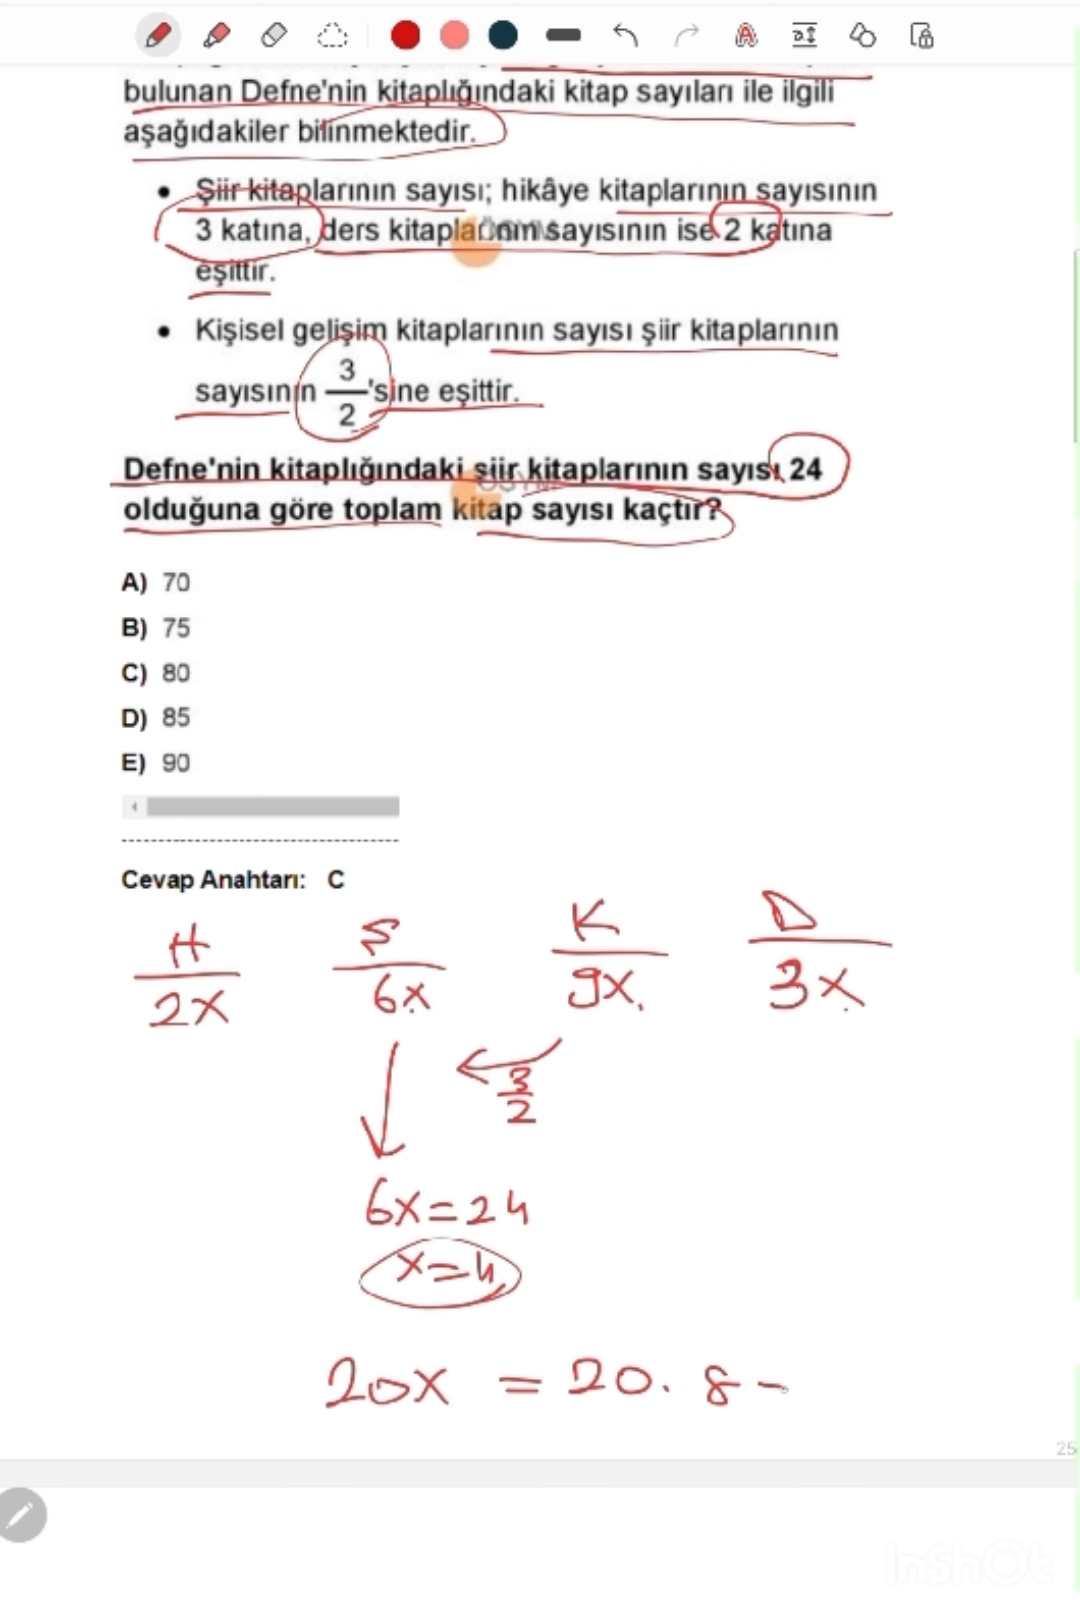 bulunan Defne'nin kitaplığındaki kitap sayıları ile ilgili
aşağıdakiler bilinmektedir.
• Şiir kitaplarının sayısı; hikâye kitaplarının sayısının
3 katına, ders kitaplarının sayısının ise 2 katına
eşittir.
• Kişisel gelişim kitaplarının sayısı şiir kitaplarının
sayısının 3/2'sine eşittir.
Defne'nin kitaplığındaki şiir kitaplarının sayısı 24
olduğuna göre toplam kitap sayısı kaçtır?
A) 70
B) 75
C) 80
D) 85
E) 90
Cevap Anahtarı: C
H Ş K D
2x 6x 9x. 3x
3/2
6x=24
x=4
20x = 20. 8 -
25
InShOt